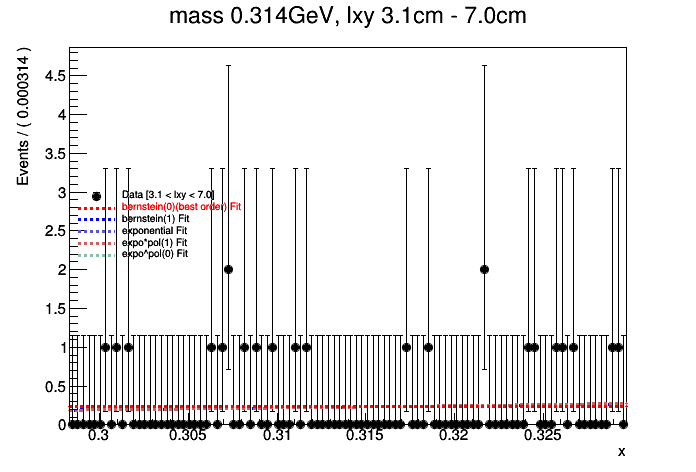 mass 0.314GeV, lxy 3.1cm - 7.0cm
Events / ( 0.000314 )
4.5
4
3.5
3
2.5
2
1.5
1
0.5
0
Data [3.1 < lxy < 7.0]
bernstein(0)(best order) Fit
bernstein(1) Fit
exponential Fit
expo*pol(1) Fit
expo^pol(0) Fit
0.3 0.305 0.31 0.315 0.32 0.325
x